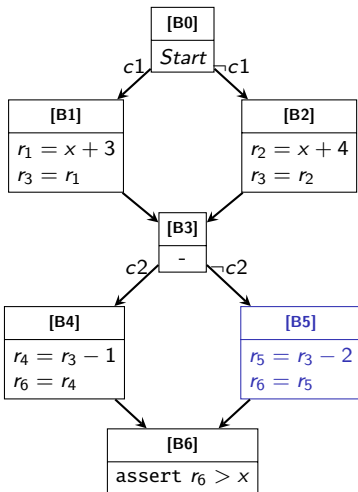 [B0]
Start
c1 ¬c1
[B1]
r₁ = x + 3
r₃ = r₁
[B2]
r₂ = x + 4
r₃ = r₂
[B3]
-
c2 ¬c2
[B4]
r₄ = r₃ − 1
r₆ = r₄
[B5]
r₅ = r₃ − 2
r₆ = r₅
[B6]
assert r₆ > x